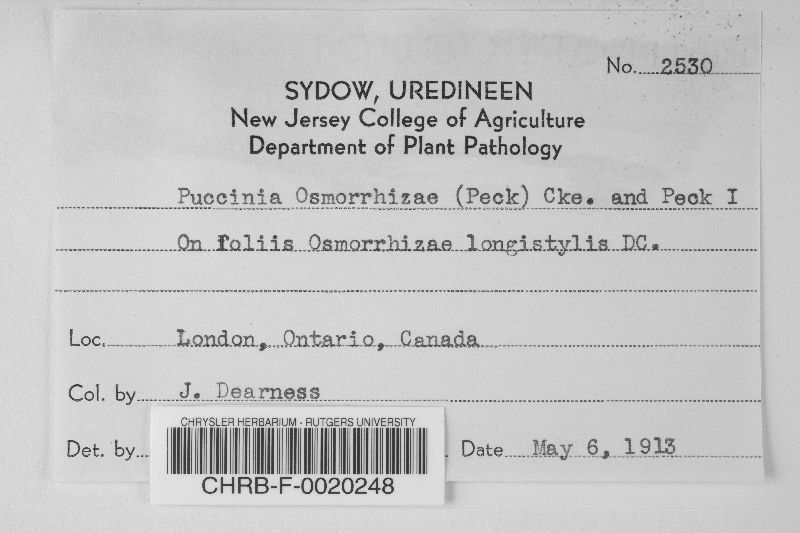 No. 2530
SYDOW, UREDINEEN
New Jersey College of Agriculture
Department of Plant Pathology
Puccinia Osmorrhizae (Peck) Cke. and Peck I
On foliis Osmorrhizae longistylis DC.
Loc. London, Ontario, Canada
Col. by J. Dearness
Det. by Date May 6, 1913
CHRYSLER HERBARIUM - RUTGERS UNIVERSITY
CHRB-F-0020248